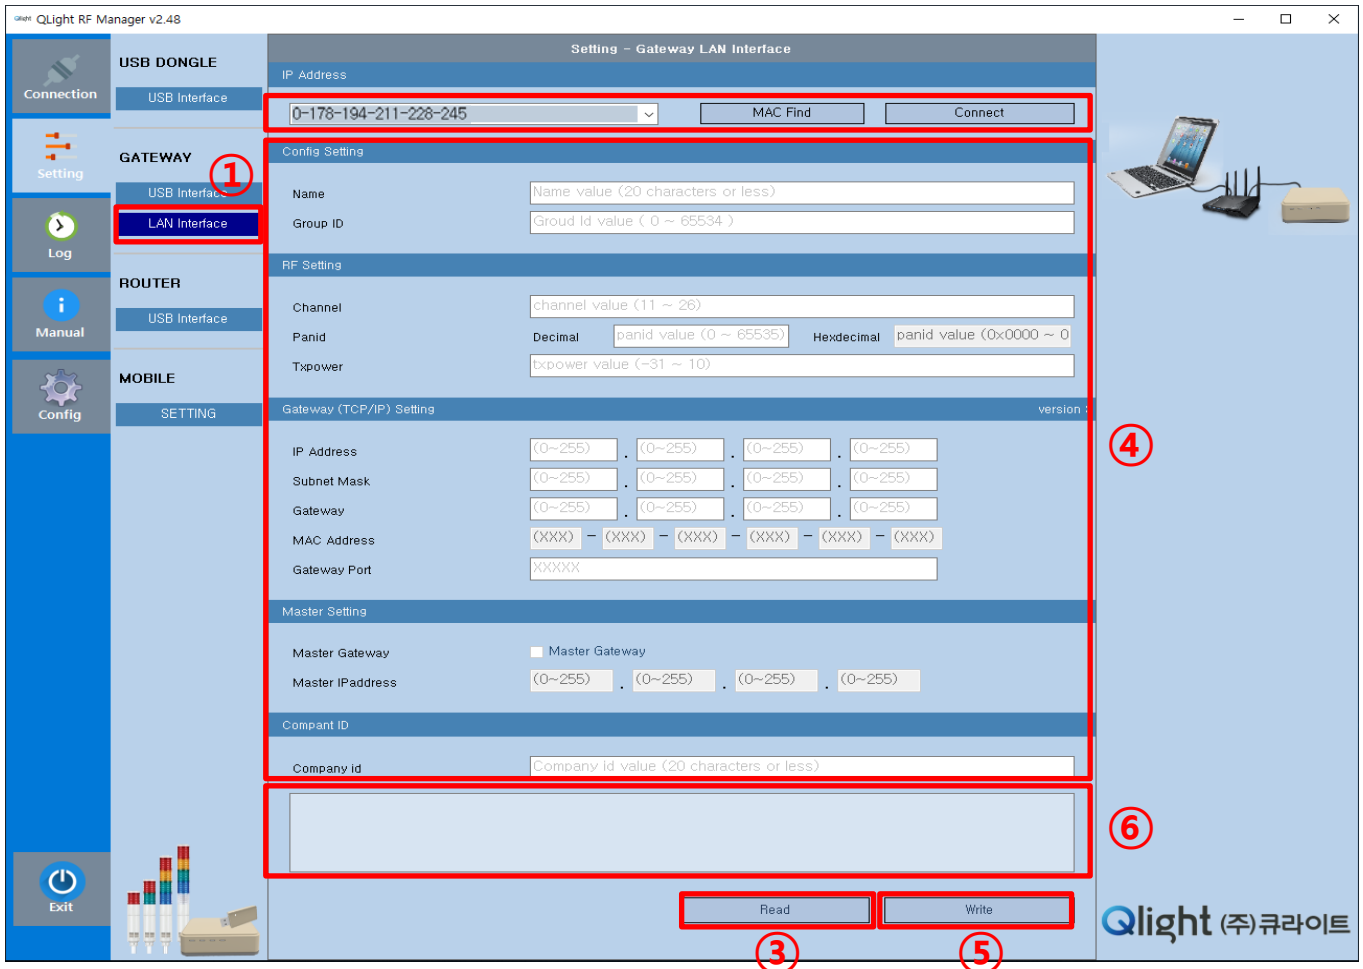 QLight QLight RF Manager v2.48
Connection
Setting
Log
i
Manual
Config
Exit
USB DONGLE
USB Interface
GATEWAY
①
USB Interface
LAN Interface
ROUTER
USB Interface
MOBILE
SETTING
Setting - Gateway LAN Interface
IP Address
0-178-194-211-228-245 MAC Find Connect
Config Setting
Name Name value (20 characters or less)
Group ID Groud Id value ( 0 ~ 65534 )
RF Setting
Channel channel value (11 ~ 26)
Panid Decimal panid value (0 ~ 65535) Hexdecimal panid value (0x0000 ~ 0
Txpower txpower value (-31 ~ 10)
Gateway (TCP/IP) Setting version :
④
IP Address (0~255) . (0~255) . (0~255) . (0~255)
Subnet Mask (0~255) . (0~255) . (0~255) . (0~255)
Gateway (0~255) . (0~255) . (0~255) . (0~255)
MAC Address (XXX) - (XXX) - (XXX) - (XXX) - (XXX) - (XXX)
Gateway Port XXXXX
Master Setting
Master Gateway Master Gateway
Master IPaddress (0~255) . (0~255) . (0~255) . (0~255)
Compant ID
Company id Company Id value (20 characters or less)
⑥
Read Write
③ ⑤
Qlight (주)큐라이트